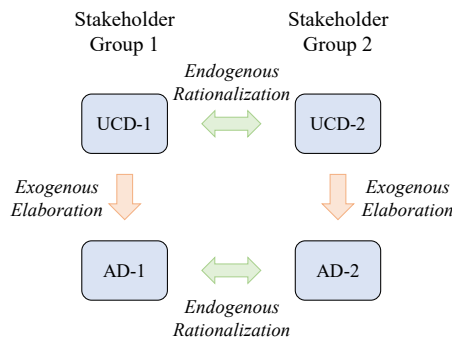 Stakeholder
Group 1
Stakeholder
Group 2
Endogenous
Rationalization
UCD-1
UCD-2
Exogenous
Elaboration
Exogenous
Elaboration
AD-1
AD-2
Endogenous
Rationalization